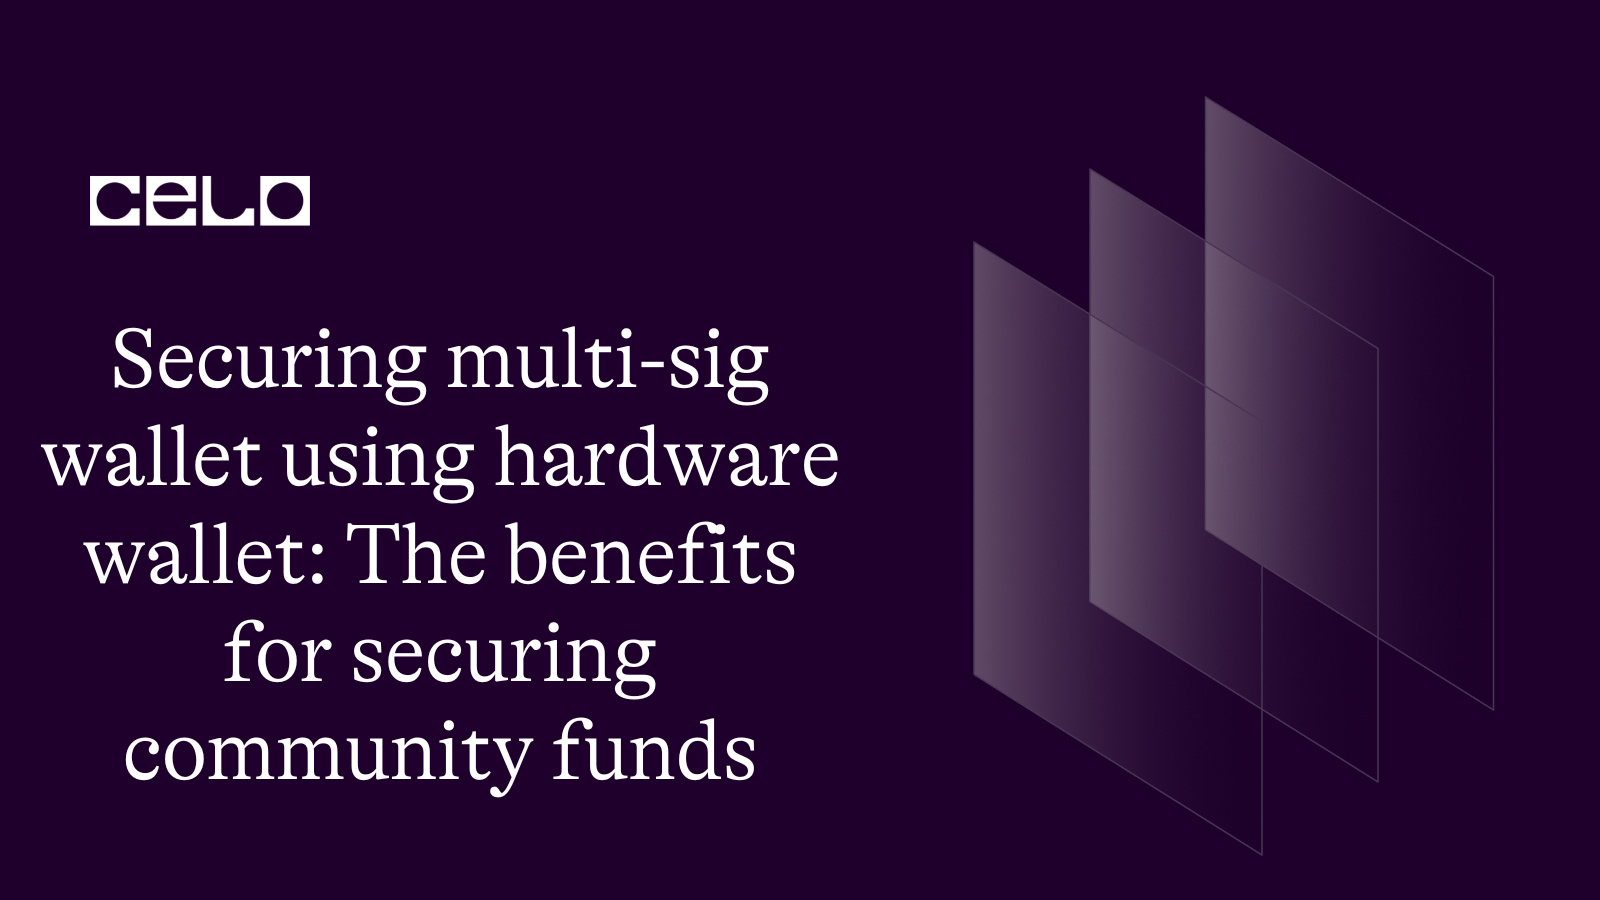 CELO
Securing multi-sig
wallet using hardware
wallet: The benefits
for securing
community funds